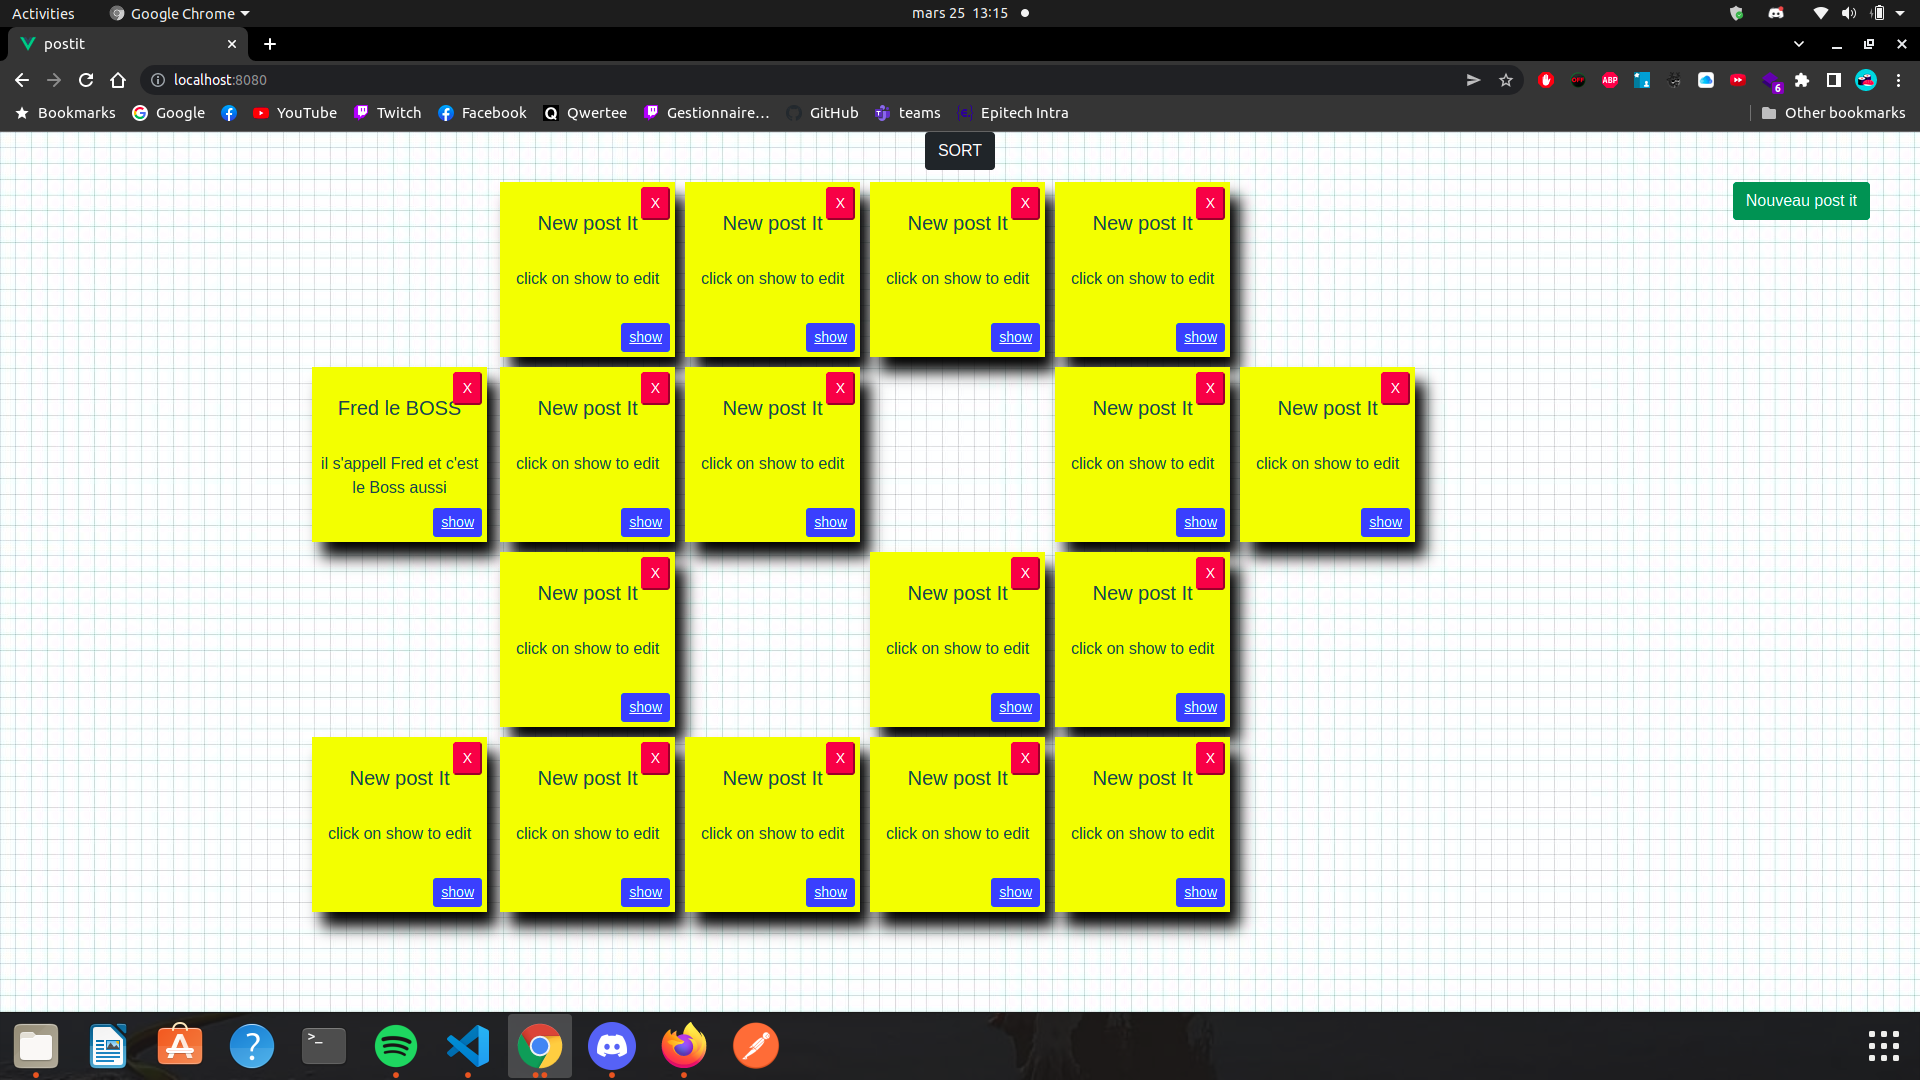 Activities Google Chrome mars 25 13:15
postit
localhost:8080
Bookmarks Google YouTube Twitch Facebook Qwertee Gestionnaire... GitHub teams Epitech Intra Other bookmarks
SORT
Nouveau post it
X X X X
New post It New post It New post It New post It
click on show to edit click on show to edit click on show to edit click on show to edit
show show show show
X X X X X
Fred le BOSS New post It New post It New post It New post It
il s'appell Fred et c'est click on show to edit click on show to edit click on show to edit click on show to edit
le Boss aussi
show show show show show
X X X
New post It New post It New post It
click on show to edit click on show to edit click on show to edit
show show show
X X X X X
New post It New post It New post It New post It New post It
click on show to edit click on show to edit click on show to edit click on show to edit click on show to edit
show show show show show